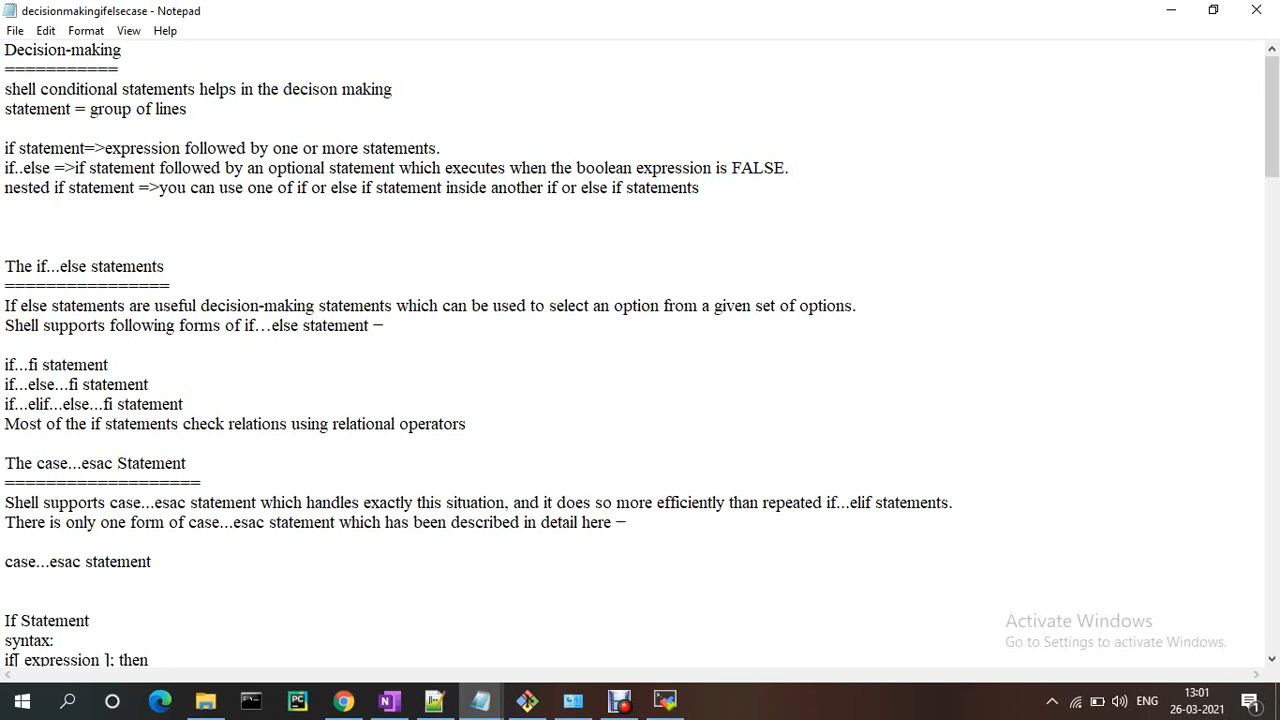 decisionmakingifelsecase - Notepad
File Edit Format View Help
Decision-making
===========
shell conditional statements helps in the decison making
statement = group of lines
if statement=>expression followed by one or more statements.
if..else =>if statement followed by an optional statement which executes when the boolean expression is FALSE.
nested if statement =>you can use one of if or else if statement inside another if or else if statements
The if...else statements
================
If else statements are useful decision-making statements which can be used to select an option from a given set of options.
Shell supports following forms of if…else statement −
if...fi statement
if...else...fi statement
if...elif...else...fi statement
Most of the if statements check relations using relational operators
The case...esac Statement
===================
Shell supports case...esac statement which handles exactly this situation, and it does so more efficiently than repeated if...elif statements.
There is only one form of case...esac statement which has been described in detail here −
case...esac statement
If Statement
syntax:
if[ expression ]; then
Activate Windows
Go to Settings to activate Windows.
ENG
13:01
26-03-2021